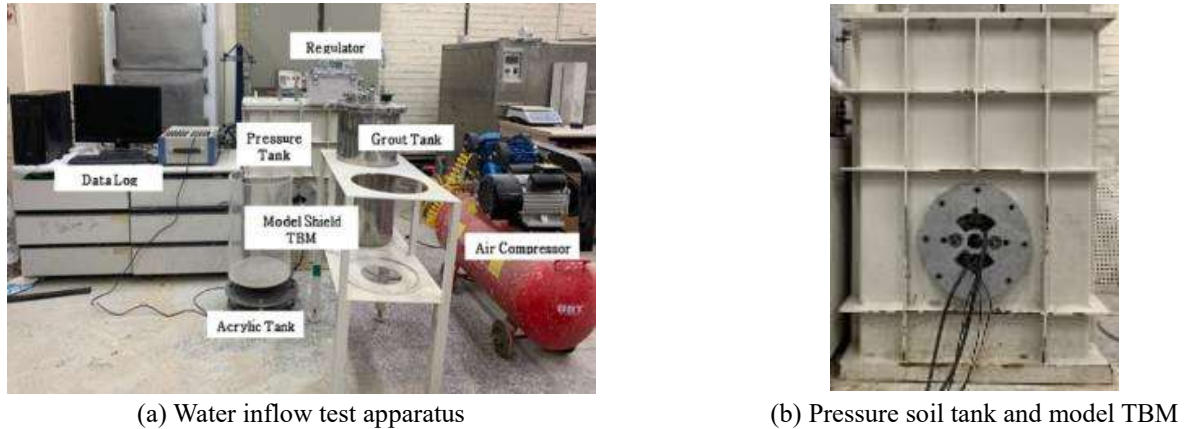 Regulator
Pressure
Tank
Grout Tank
Data Log
Model Shield
TBM
Air Compressor
Acrylic Tank
(a) Water inflow test apparatus
(b) Pressure soil tank and model TBM